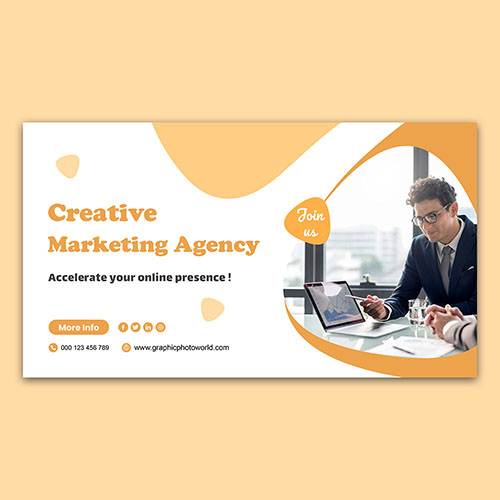 Creative
Marketing Agency
Accelerate your online presence !
Join
us
More Info
000 123 456 789
www.graphicphotoworld.com